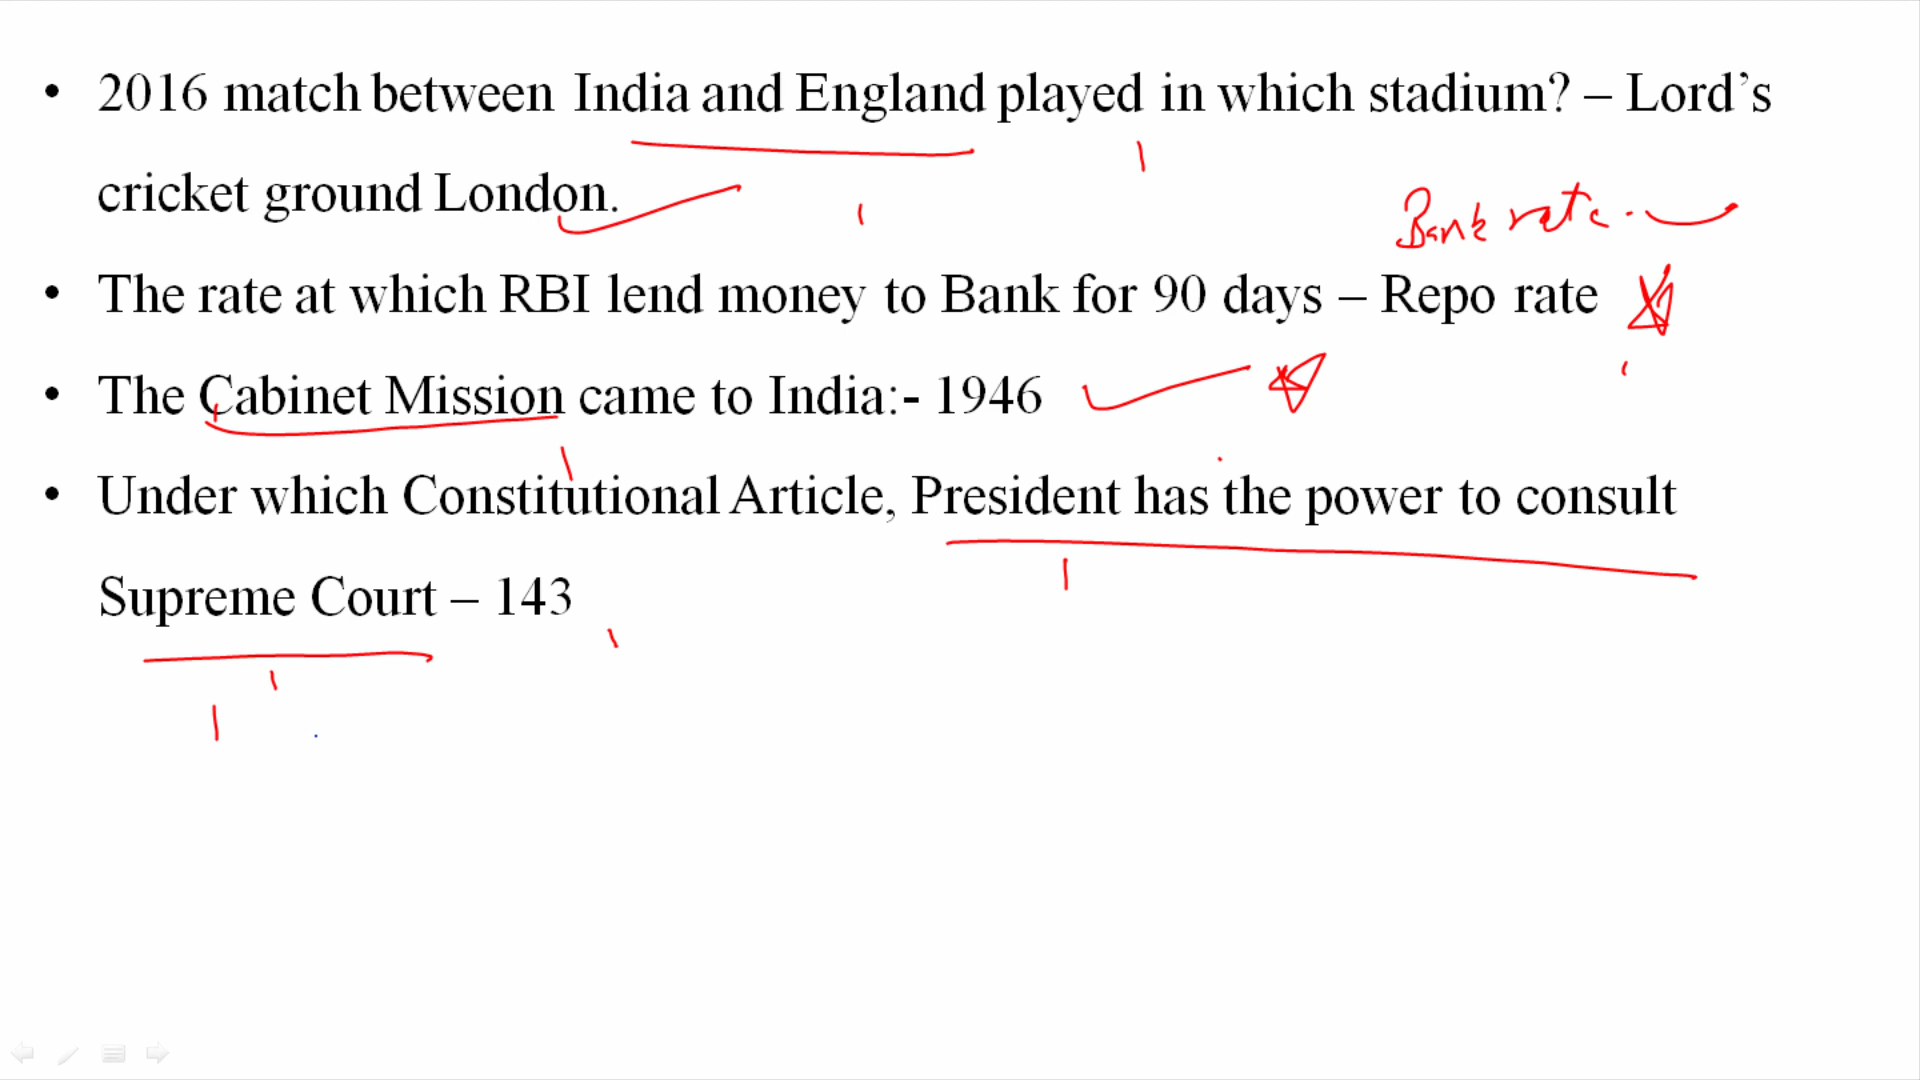 • 2016 match between India and England played in which stadium? – Lord’s
cricket ground London.
Bank rate.
• The rate at which RBI lend money to Bank for 90 days – Repo rate
• The Cabinet Mission came to India:- 1946
• Under which Constitutional Article, President has the power to consult
Supreme Court – 143